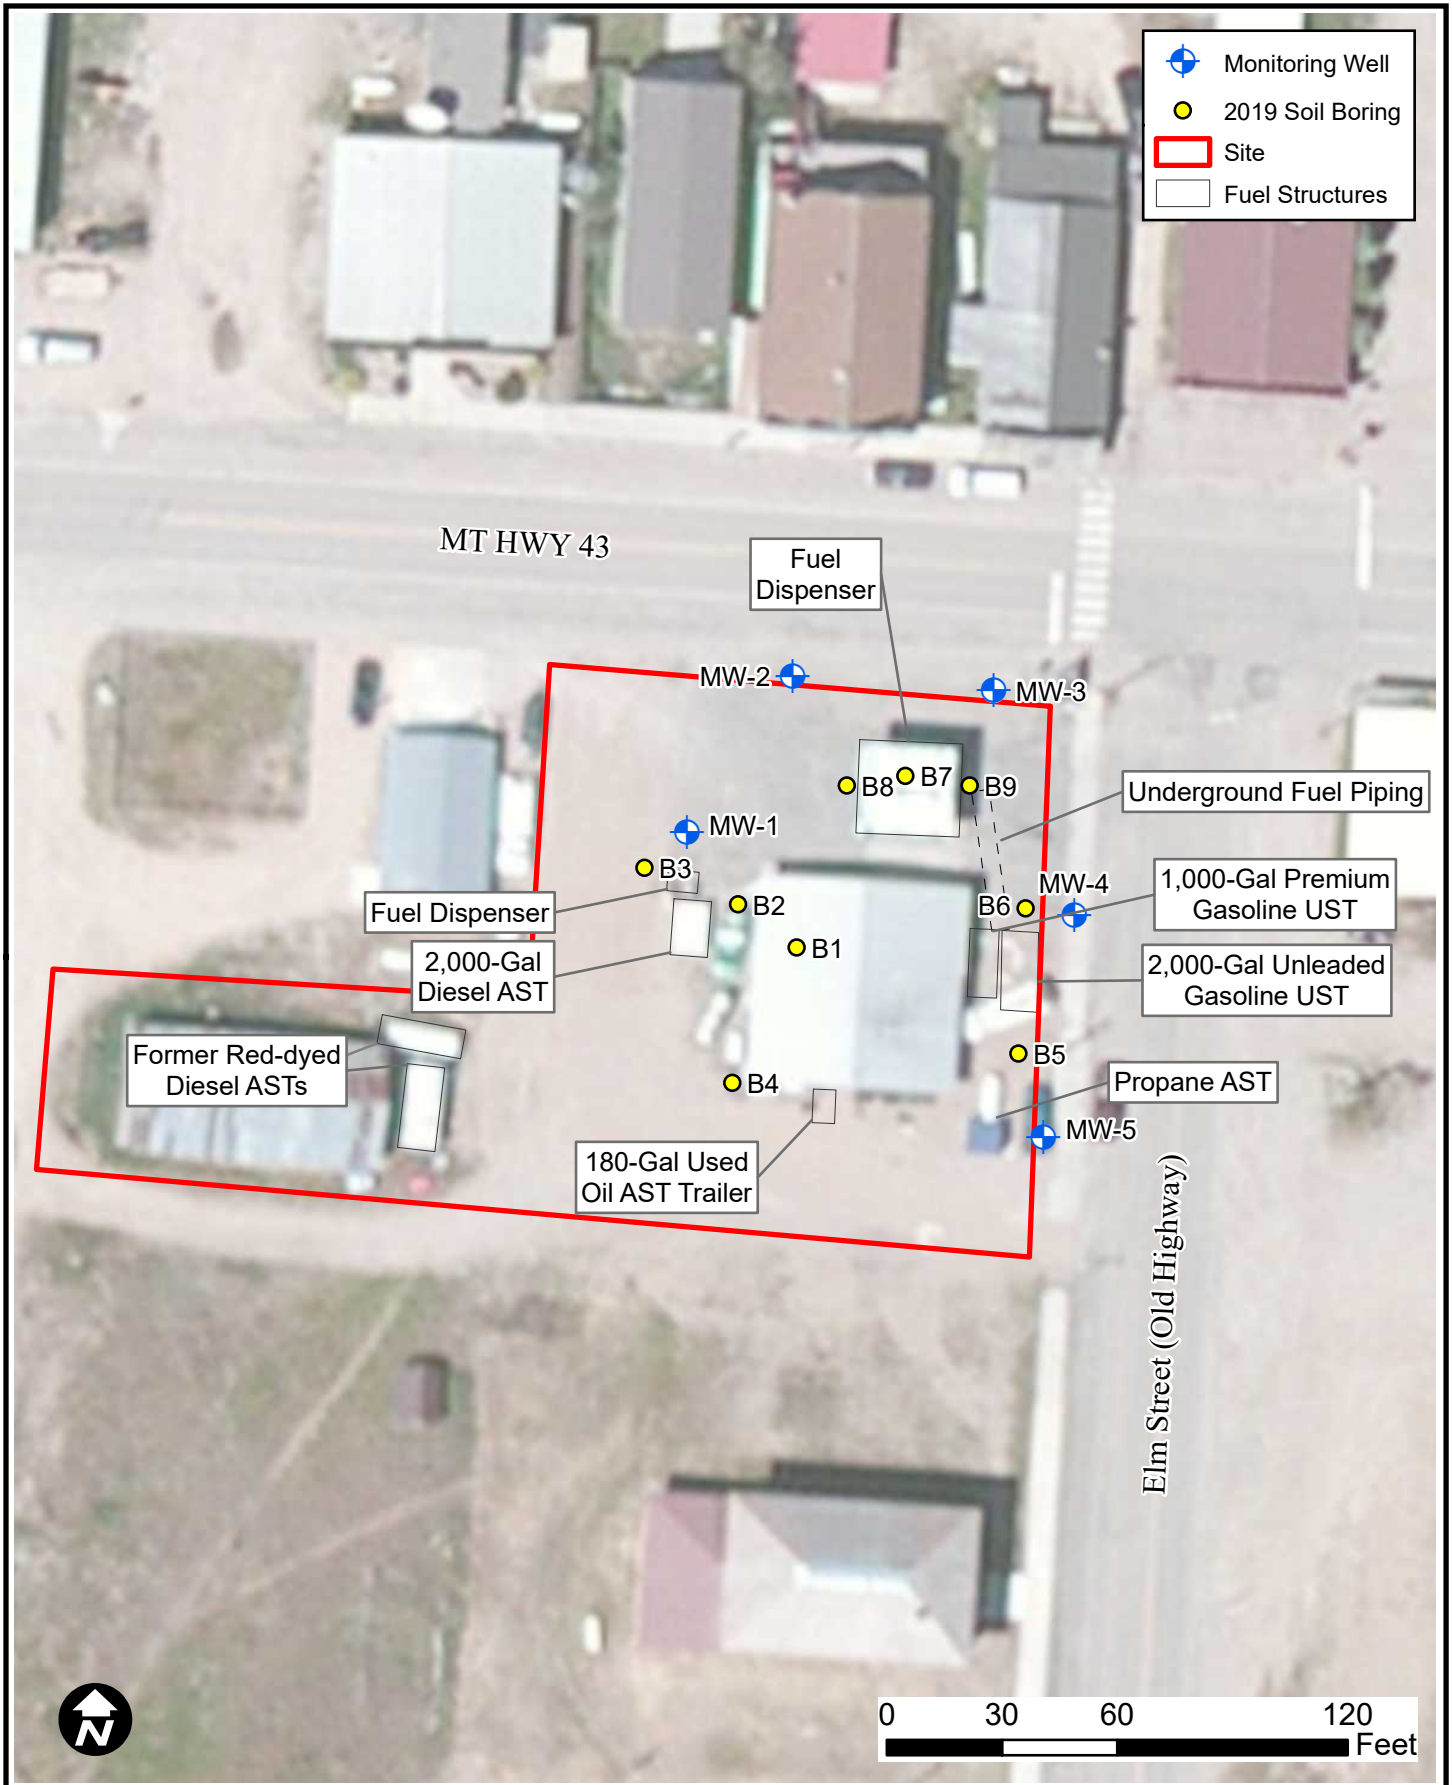 Monitoring Well
2019 Soil Boring
Site
Fuel Structures
MT HWY 43
Fuel
Dispenser
MW-2
MW-3
B8
B7
B9
Underground Fuel Piping
MW-1
B3
1,000-Gal Premium
Gasoline UST
MW-4
Fuel Dispenser
B2
B6
B1
2,000-Gal
Diesel AST
2,000-Gal Unleaded
Gasoline UST
Former Red-dyed
Diesel ASTs
B5
B4
Propane AST
MW-5
180-Gal Used
Oil AST Trailer
Elm Street (Old Highway)
N
0 30 60 120
Feet